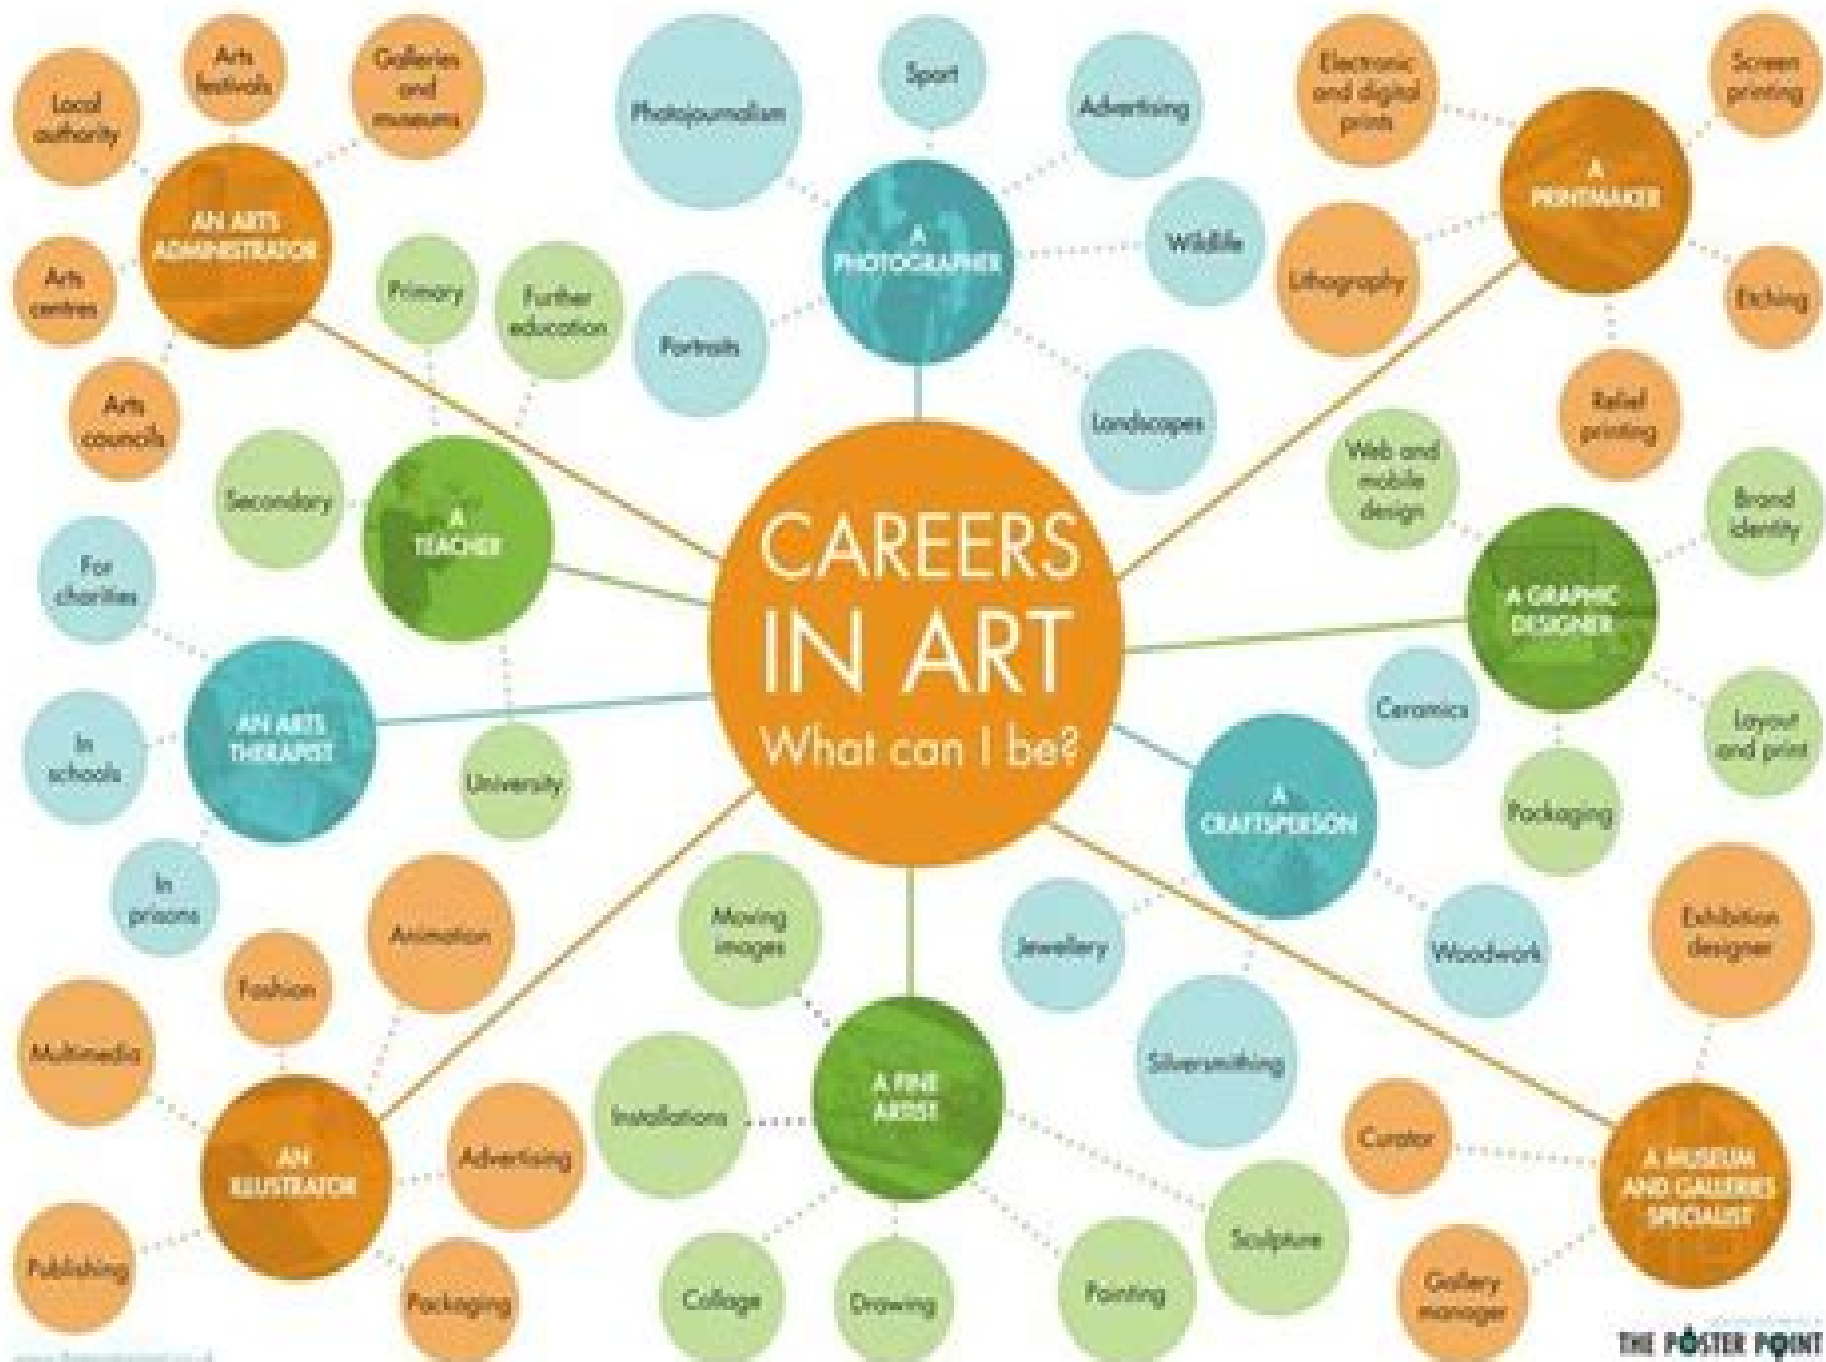 CAREERS
IN ART
What can I be?
AN ARTS
ADMINISTRATOR
Local
authority
Arts
festivals
Galleries
and
museums
Arts
centres
Arts
councils
A
TEACHER
Primary
Further
education
Secondary
University
A
PHOTOGRAPHER
Photojournalism
Sport
Advertising
Wildlife
Portraits
Landscapes
A
PRINTMAKER
Electronic
and digital
prints
Screen
printing
Lithography
Etching
Relief
printing
A GRAPHIC
DESIGNER
Web and
mobile
design
Brand
identity
Layout
and print
Packaging
AN ARTS
THERAPIST
For
charities
In
schools
In
prisons
A
CRAFTSPERSON
Ceramics
Jewellery
Woodwork
Silversmithing
AN
ILLUSTRATOR
Animation
Fashion
Multimedia
Advertising
Publishing
Packaging
A FINE
ARTIST
Moving
images
Installations
Collage
Drawing
Painting
Sculpture
A MUSEUM
AND GALLERIES
SPECIALIST
Exhibition
designer
Curator
Gallery
manager
THE POSTER POINT